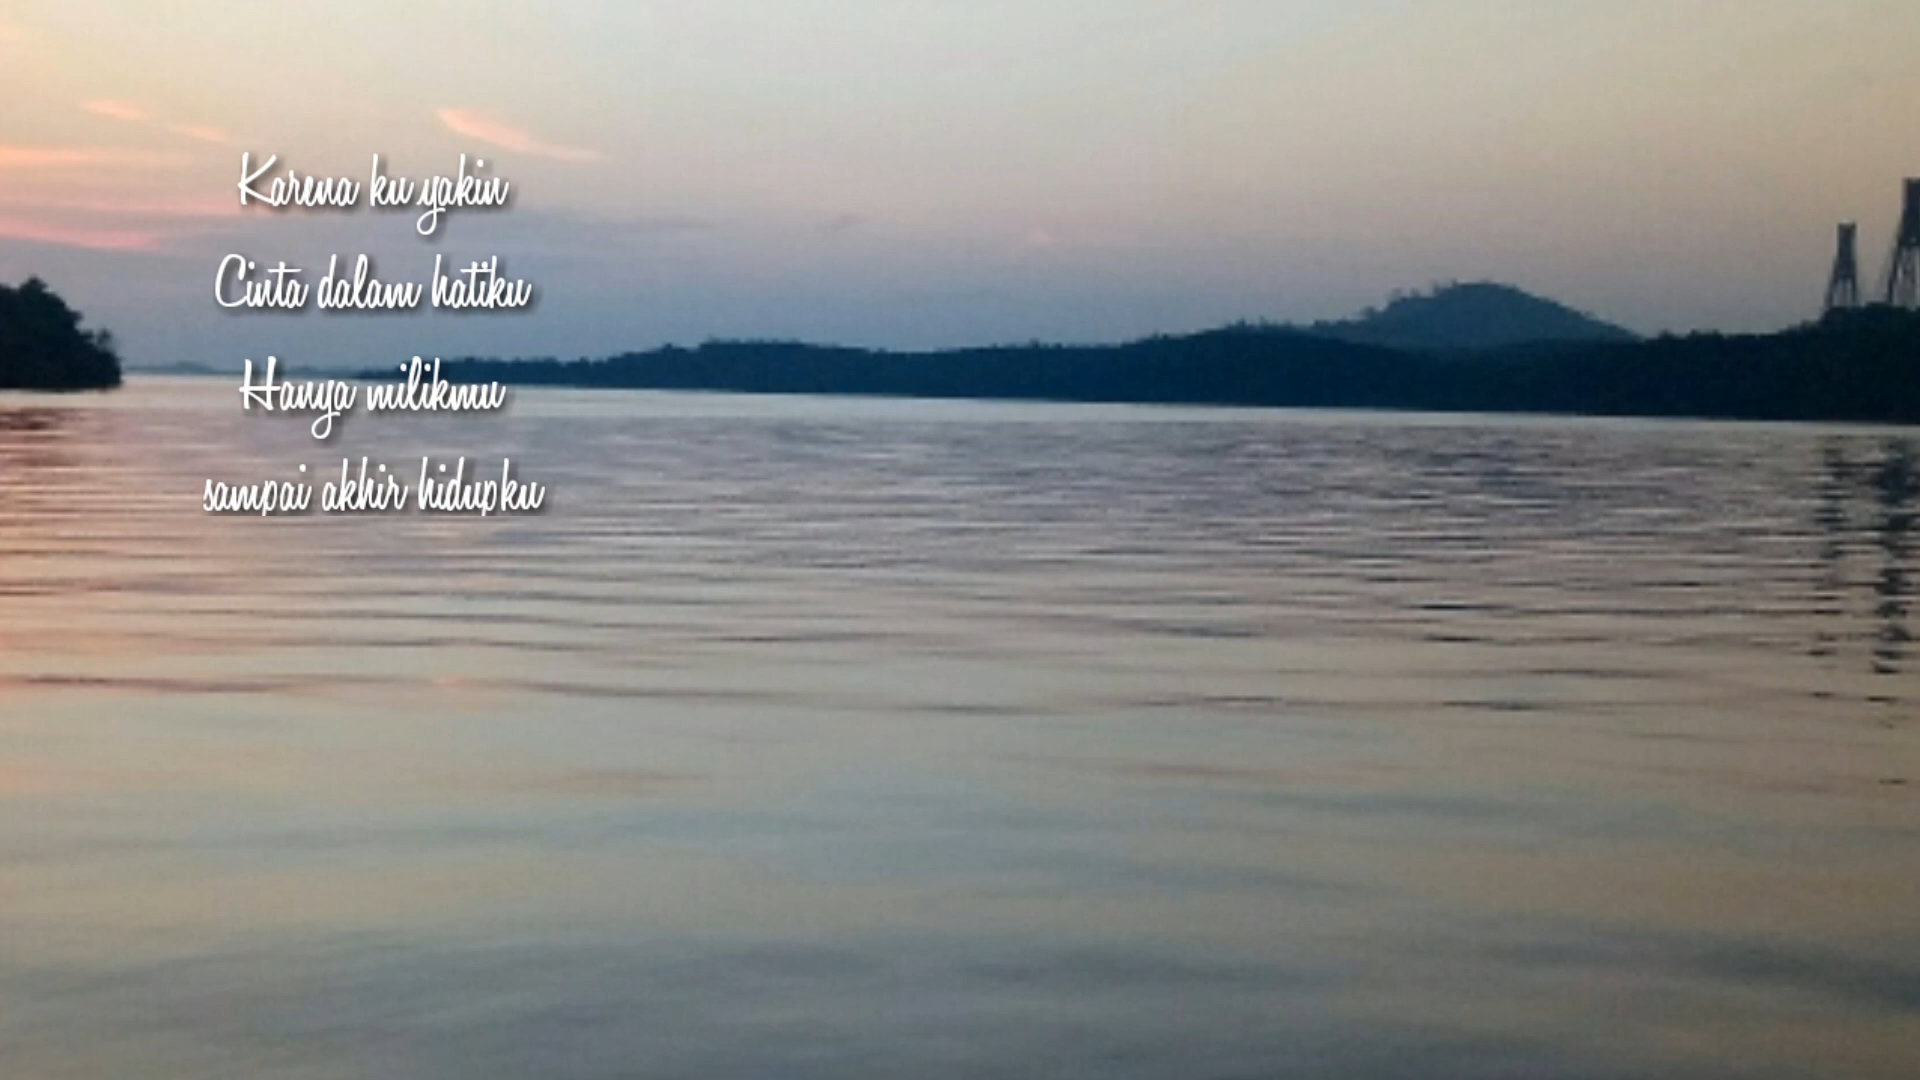 Karena ku yakin
Cinta dalam hatiku
Hanya milikmu
sampai akhir hidupku